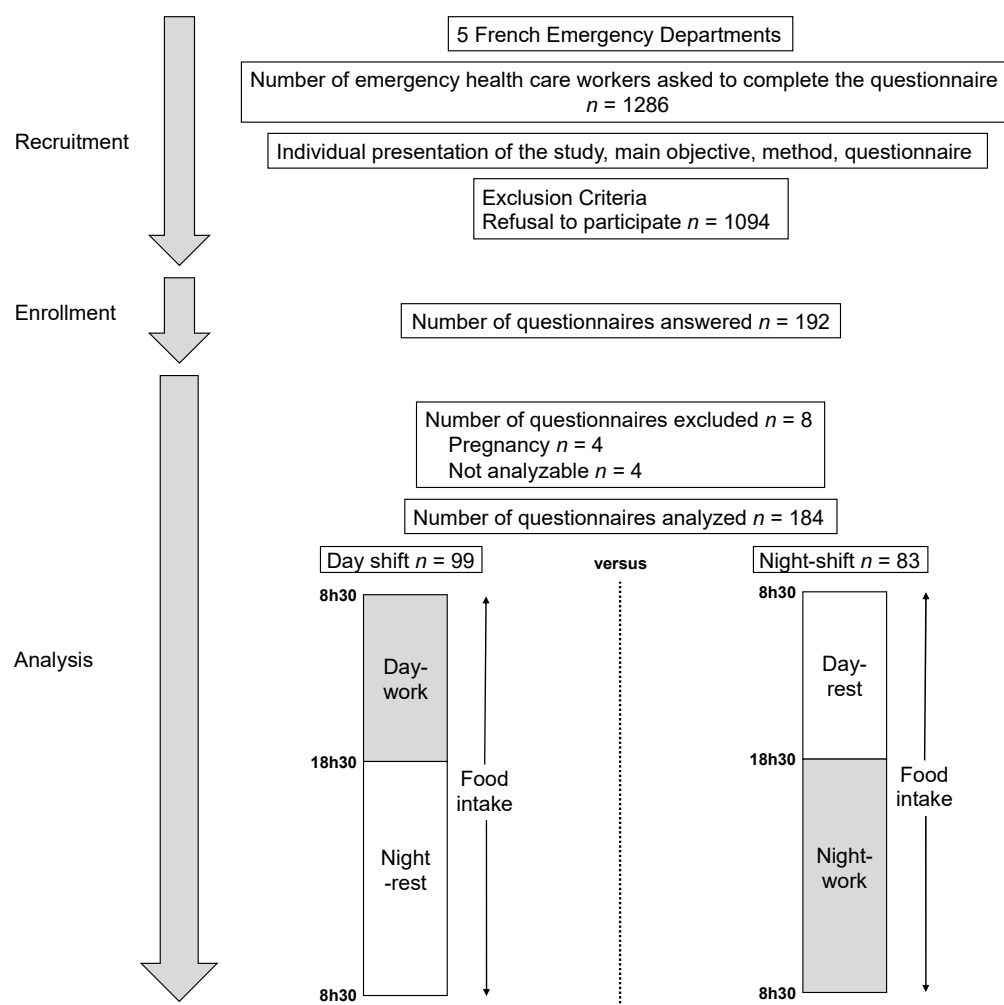 5 French Emergency Departments
Number of emergency health care workers asked to complete the questionnaire
n = 1286
Recruitment
Individual presentation of the study, main objective, method, questionnaire
Exclusion Criteria
Refusal to participate n = 1094
Enrollment
Number of questionnaires answered n = 192
Number of questionnaires excluded n = 8
Pregnancy n = 4
Not analyzable n = 4
Number of questionnaires analyzed n = 184
Analysis
Day shift n = 99
versus
Night-shift n = 83
8h30
Day-
work
18h30
Night
-rest
8h30
Food
intake
8h30
Day-
rest
18h30
Night-
work
8h30
Food
intake